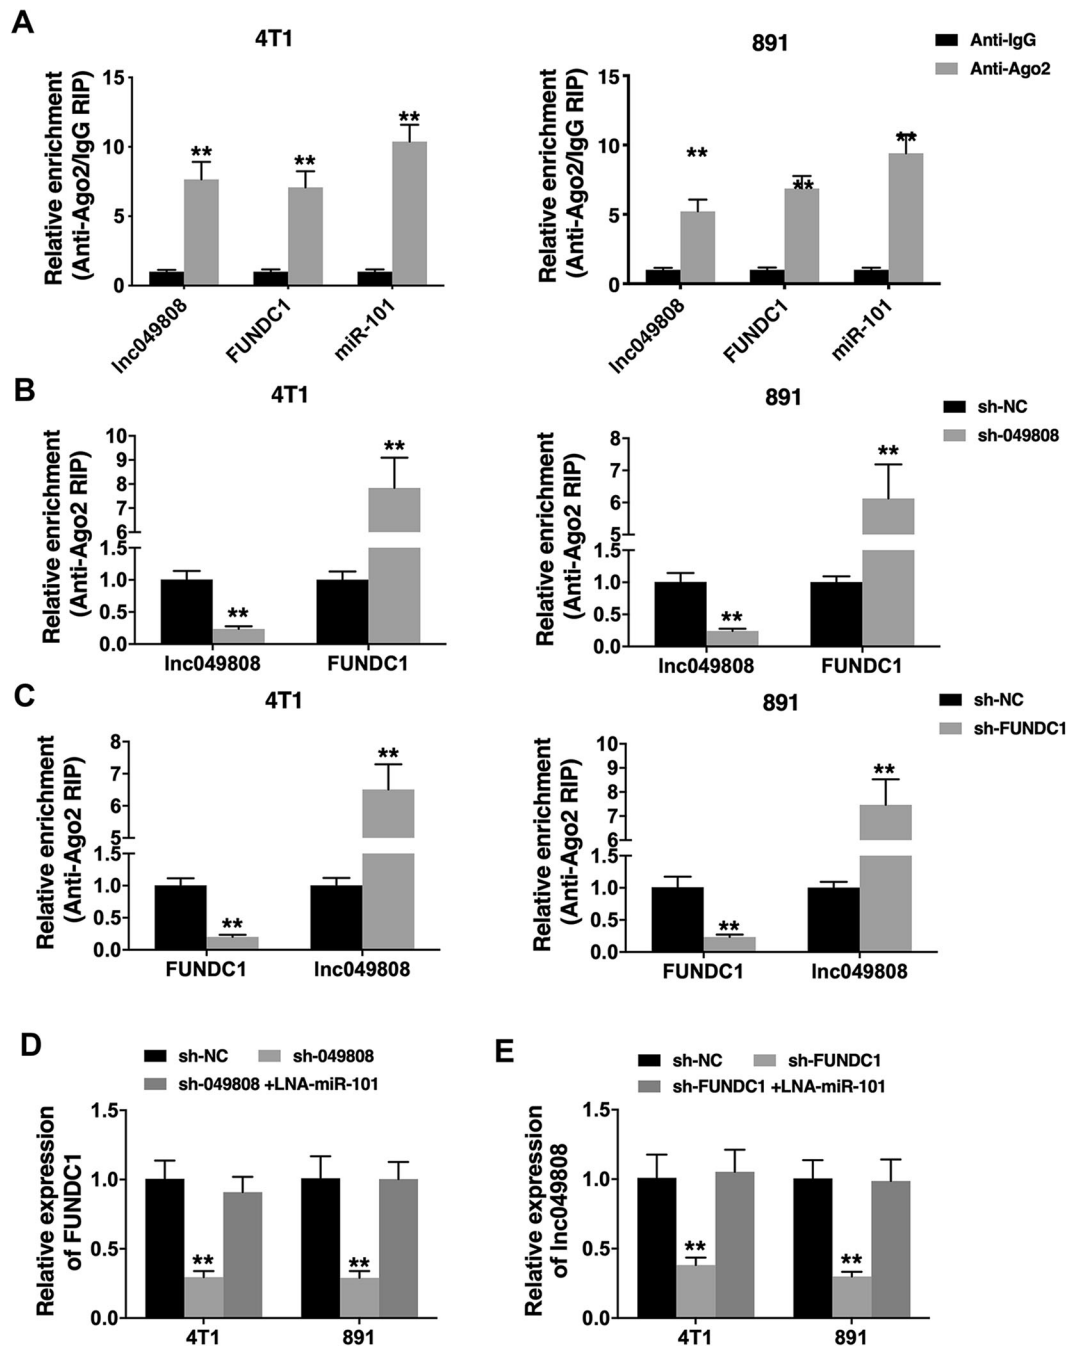 A
4T1
Relative enrichment
(Anti-Ago2/IgG RIP)
15
10
5
0
**
**
**
lnc049808
FUNDC1
miR-101
891
Anti-IgG
Anti-Ago2
Relative enrichment
(Anti-Ago2/IgG RIP)
15
10
5
0
**
**
**
lnc049808
FUNDC1
miR-101
B
4T1
Relative enrichment
(Anti-Ago2 RIP)
10
9
8
7
6
1.5
1.0
0.5
0.0
**
**
lnc049808
FUNDC1
891
sh-NC
sh-049808
Relative enrichment
(Anti-Ago2 RIP)
8
7
6
5
1.5
1.0
0.5
0.0
**
**
lnc049808
FUNDC1
C
4T1
Relative enrichment
(Anti-Ago2 RIP)
8
7
6
5
1.5
1.0
0.5
0.0
**
**
FUNDC1
lnc049808
891
sh-NC
sh-FUNDC1
Relative enrichment
(Anti-Ago2 RIP)
10
9
8
7
6
1.5
1.0
0.5
0.0
**
**
FUNDC1
lnc049808
D
sh-NC
sh-049808
sh-049808 +LNA-miR-101
Relative expression
of FUNDC1
1.5
1.0
0.5
0.0
**
**
4T1
891
E
sh-NC
sh-FUNDC1
sh-FUNDC1 +LNA-miR-101
Relative expression
of lnc049808
1.5
1.0
0.5
0.0
**
**
4T1
891